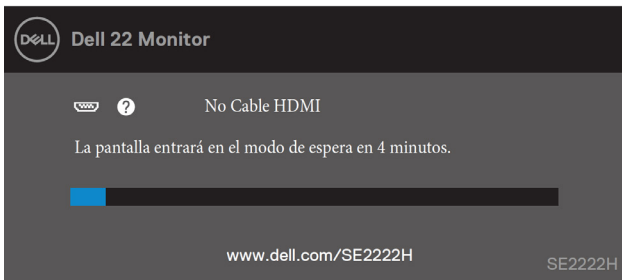 DELL Dell 22 Monitor
? No Cable HDMI
La pantalla entrará en el modo de espera en 4 minutos.
www.dell.com/SE2222H
SE2222H